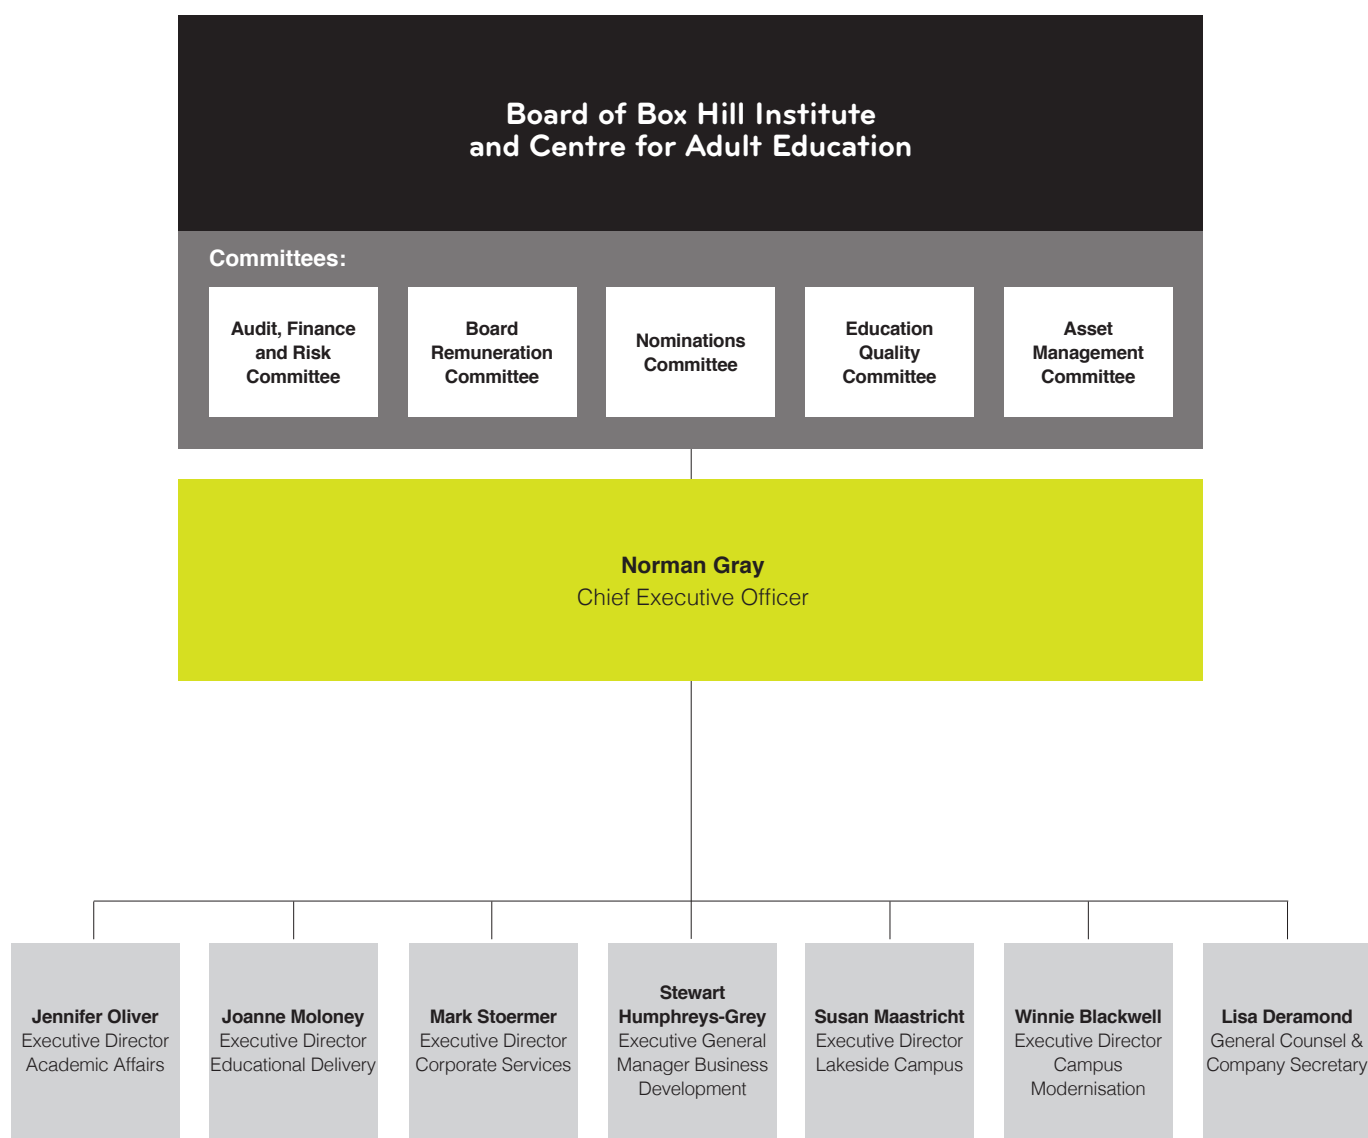 Board of Box Hill Institute
and Centre for Adult Education
Committees:
Audit, Finance
and Risk
Committee
Board
Remuneration
Committee
Nominations
Committee
Education
Quality
Committee
Asset
Management
Committee
Norman Gray
Chief Executive Officer
Jennifer Oliver
Executive Director
Academic Affairs
Joanne Moloney
Executive Director
Educational Delivery
Mark Stoermer
Executive Director
Corporate Services
Stewart
Humphreys-Grey
Executive General
Manager Business
Development
Susan Maastricht
Executive Director
Lakeside Campus
Winnie Blackwell
Executive Director
Campus
Modernisation
Lisa Deramond
General Counsel &
Company Secretary